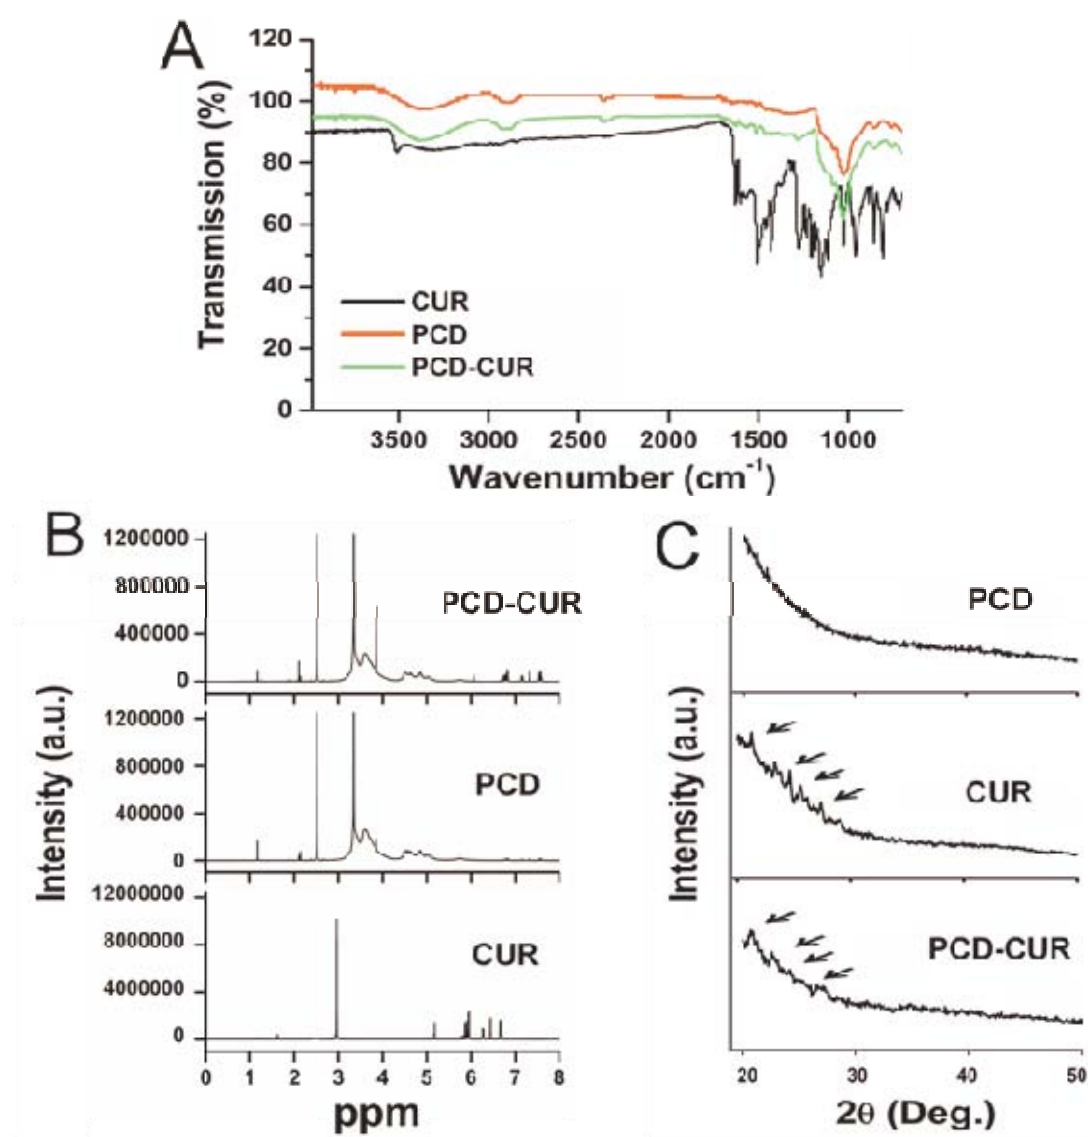 A
120
100
80
60
40
20
0
Transmission (%)
CUR
PCD
PCD-CUR
3500 3000 2500 2000 1500 1000
Wavenumber (cm-1)
B
Intensity (a.u.)
1200000
800000
400000
0
PCD-CUR
1200000
800000
400000
0
PCD
12000000
8000000
4000000
0
CUR
0 1 2 3 4 5 6 7 8
ppm
C
Intensity (a.u.)
PCD
CUR
PCD-CUR
20 30 40 50
2θ (Deg.)